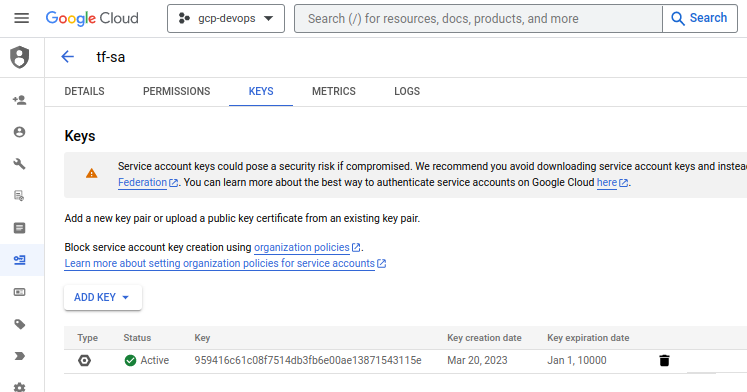 Google Cloud
gcp-devops
Search (/) for resources, docs, products, and more
Search
tf-sa
DETAILS
PERMISSIONS
KEYS
METRICS
LOGS
Keys
Service account keys could pose a security risk if compromised. We recommend you avoid downloading service account keys and instea
Federation. You can learn more about the best way to authenticate service accounts on Google Cloud here.
Add a new key pair or upload a public key certificate from an existing key pair.
Block service account key creation using organization policies.
Learn more about setting organization policies for service accounts
ADD KEY
Type Status Key Key creation date Key expiration date
Active 959416c61c08f7514db3fb6e00ae13871543115e Mar 20, 2023 Jan 1, 10000